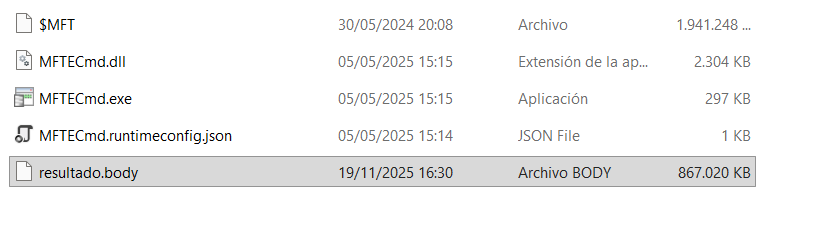 $MFT 30/05/2024 20:08 Archivo 1.941.248 ...
MFTECmd.dll 05/05/2025 15:15 Extensión de la ap... 2.304 KB
MFTECmd.exe 05/05/2025 15:15 Aplicación 297 KB
MFTECmd.runtimeconfig.json 05/05/2025 15:14 JSON File 1 KB
resultado.body 19/11/2025 16:30 Archivo BODY 867.020 KB